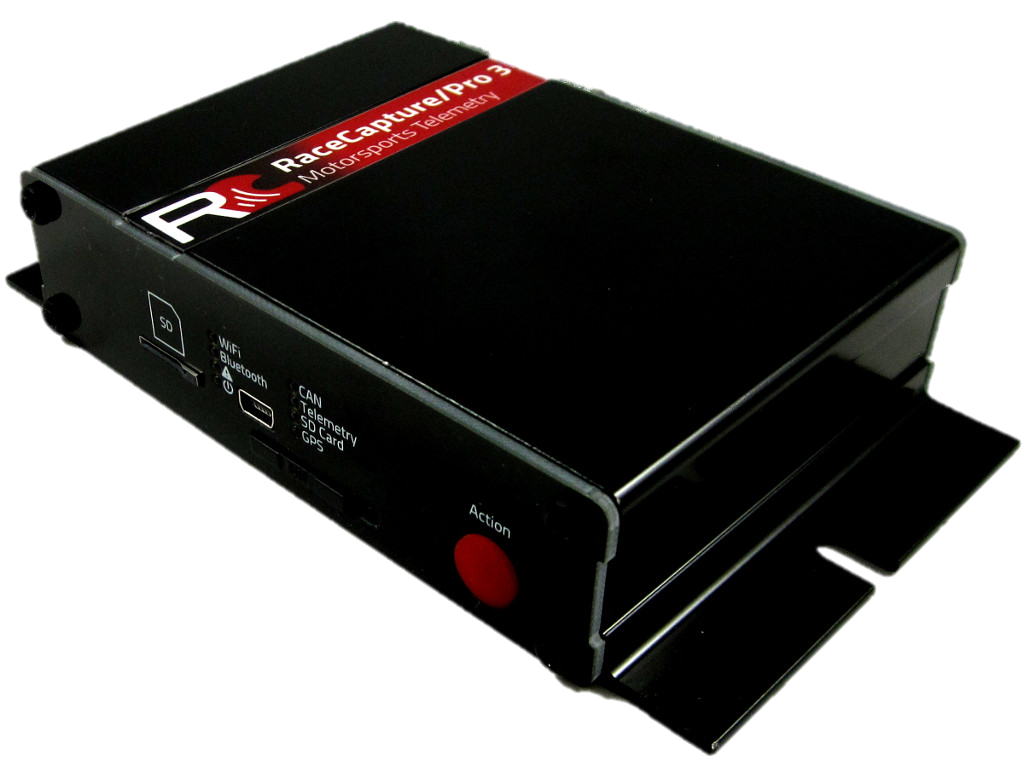 RaceCapture/Pro 3
Motorsports Telemetry
RC
SD
WiFi
Bluetooth
CAN
Telemetry
SD Card
GPS
Action